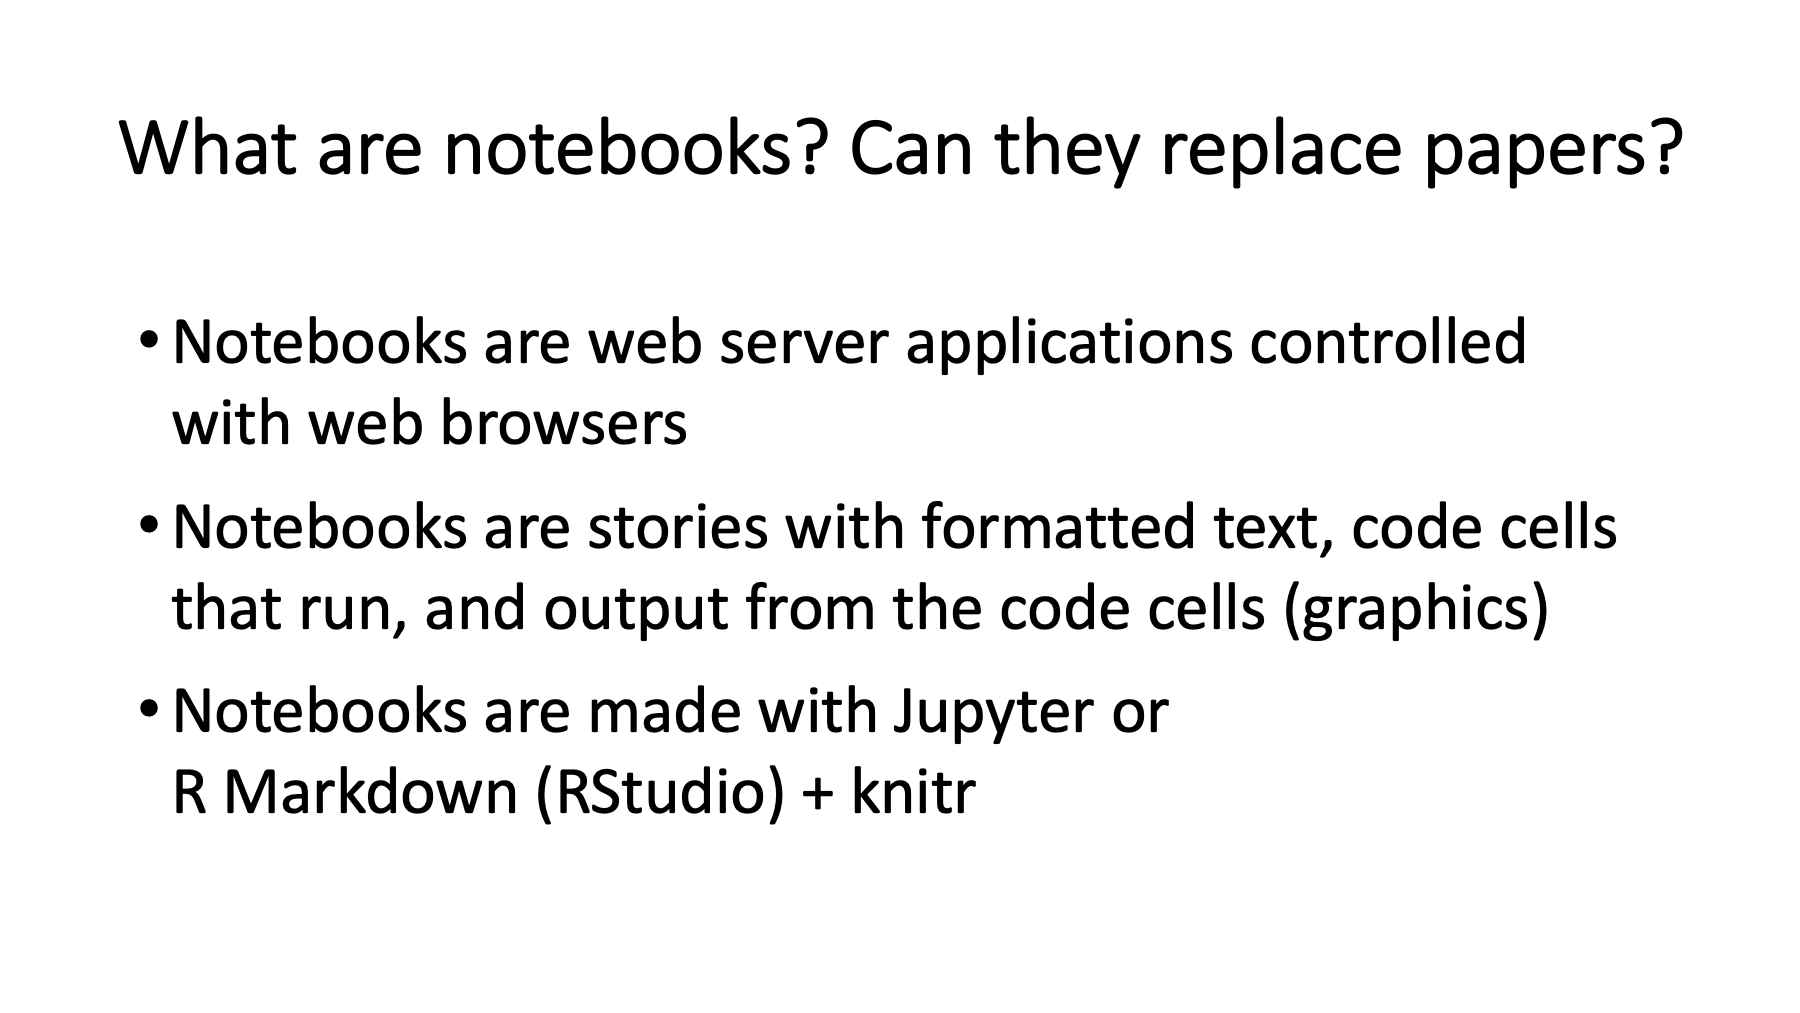 What are notebooks? Can they replace papers?
• Notebooks are web server applications controlled
with web browsers
• Notebooks are stories with formatted text, code cells
that run, and output from the code cells (graphics)
• Notebooks are made with Jupyter or
R Markdown (RStudio) + knitr